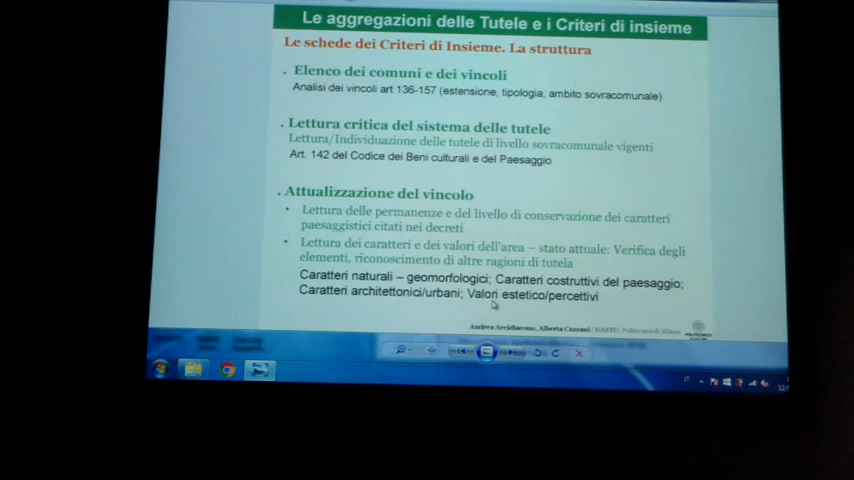 Le aggregazioni delle Tutele e i Criteri di insieme
Le schede dei Criteri di Insieme. La struttura
. Elenco dei comuni e dei vincoli
Analisi dei vincoli art 136-157 (estensione, tipologia, ambito sovracomunale)
. Lettura critica del sistema delle tutele
Lettura/Individuazione delle tutele di livello sovracomunale vigenti
Art. 142 del Codice dei Beni culturali e del Paesaggio
. Attualizzazione del vincolo
• Lettura delle permanenze e del livello di conservazione dei caratteri
paesaggistici citati nei decreti
• Lettura dei caratteri e dei valori dell'area – stato attuale: Verifica degli
elementi, riconoscimento di altre ragioni di tutela
Caratteri naturali – geomorfologici; Caratteri costruttivi del paesaggio;
Caratteri architettonici/urbani; Valori estetico/percettivi
Andrea Arcidiacono, Alberta Cazzani | DASTU, Politecnico di Milano
POLITECNICO
IT